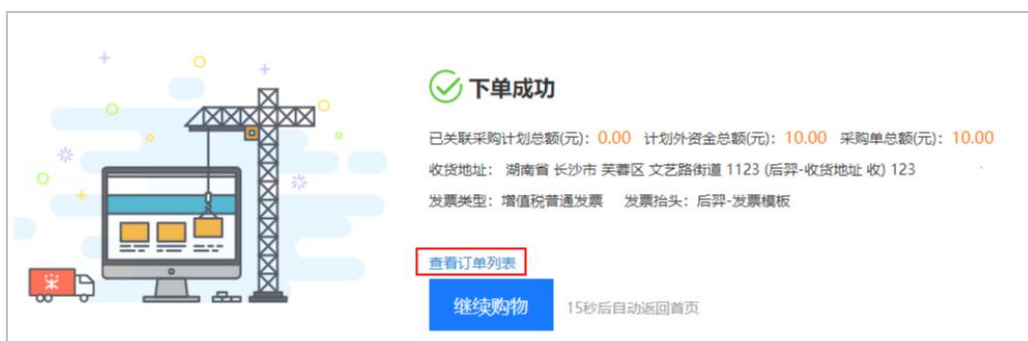 下单成功
已关联采购计划总额(元)：0.00 计划外资金总额(元)：10.00 采购单总额(元)：10.00
收货地址： 湖南省 长沙市 芙蓉区 文艺路街道 1123 (后羿-收货地址 收) 123
发票类型：增值税普通发票 发票抬头：后羿-发票模板
查看订单列表
继续购物 15秒后自动返回首页